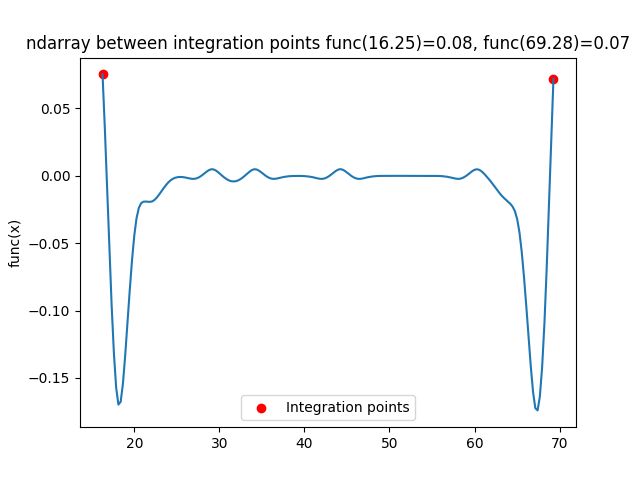 ndarray between integration points func(16.25)=0.08, func(69.28)=0.07
func(x)
0.05
0.00
−0.05
−0.10
−0.15
Integration points
20 30 40 50 60 70